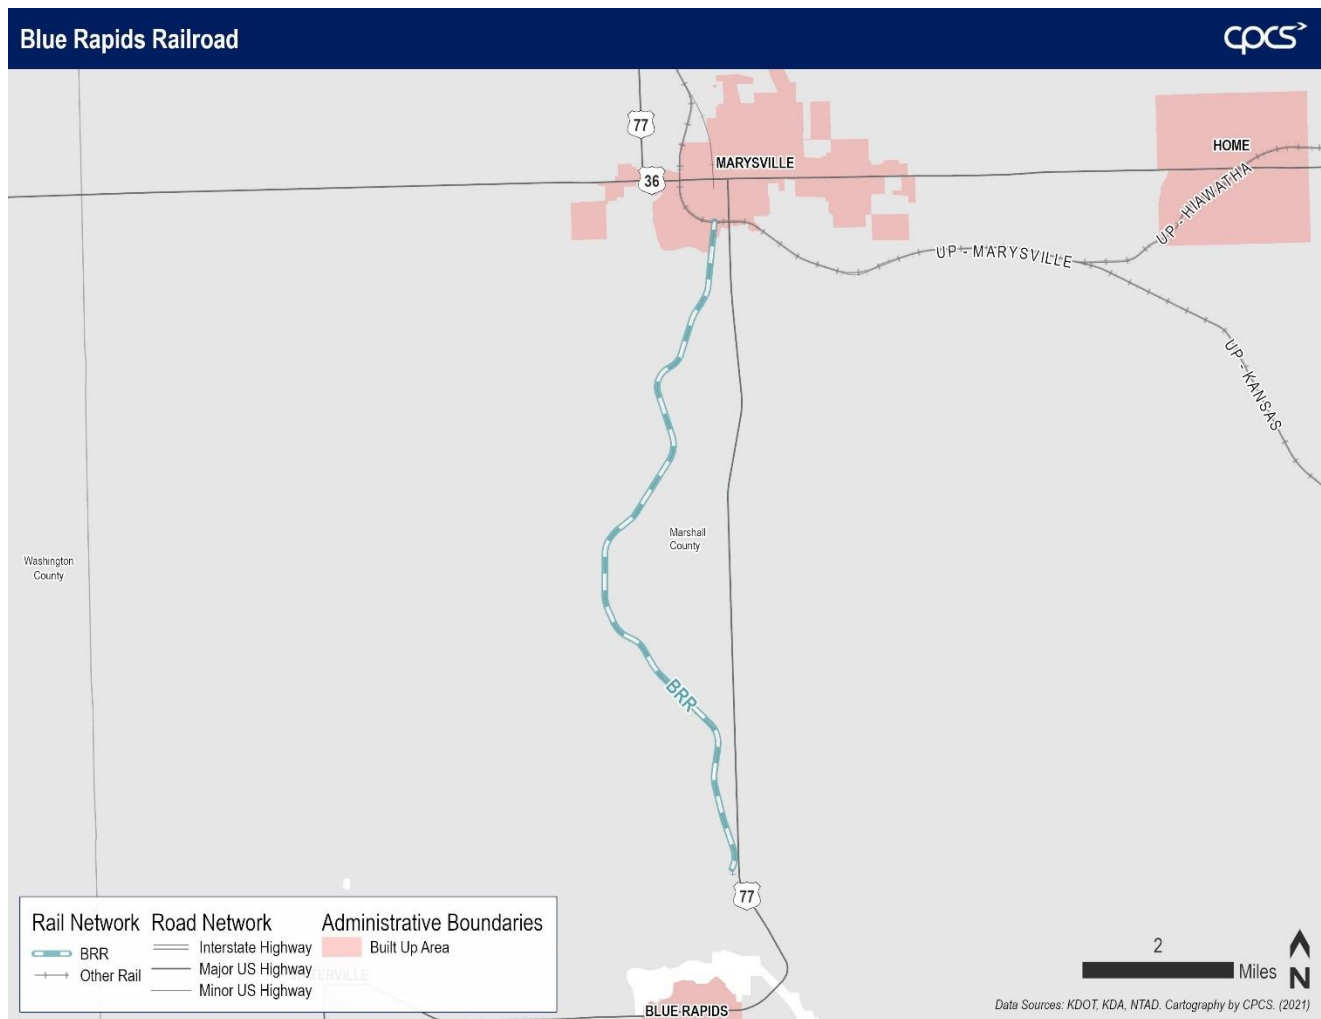 Blue Rapids Railroad
cpcs
77
MARYSVILLE
HOME
36
UP - HIAWATHA
UP - MARYSVILLE
UP - KANSAS
Marshall
County
Washington
County
BRR
77
Rail Network
BRR
Other Rail
Road Network
Interstate Highway
Major US Highway
Minor US Highway
Administrative Boundaries
Built Up Area
TERVILLE
BLUE RAPIDS
2
Miles
N
Data Sources: KDOT, KDA, NTAD. Cartography by CPCS. (2021)